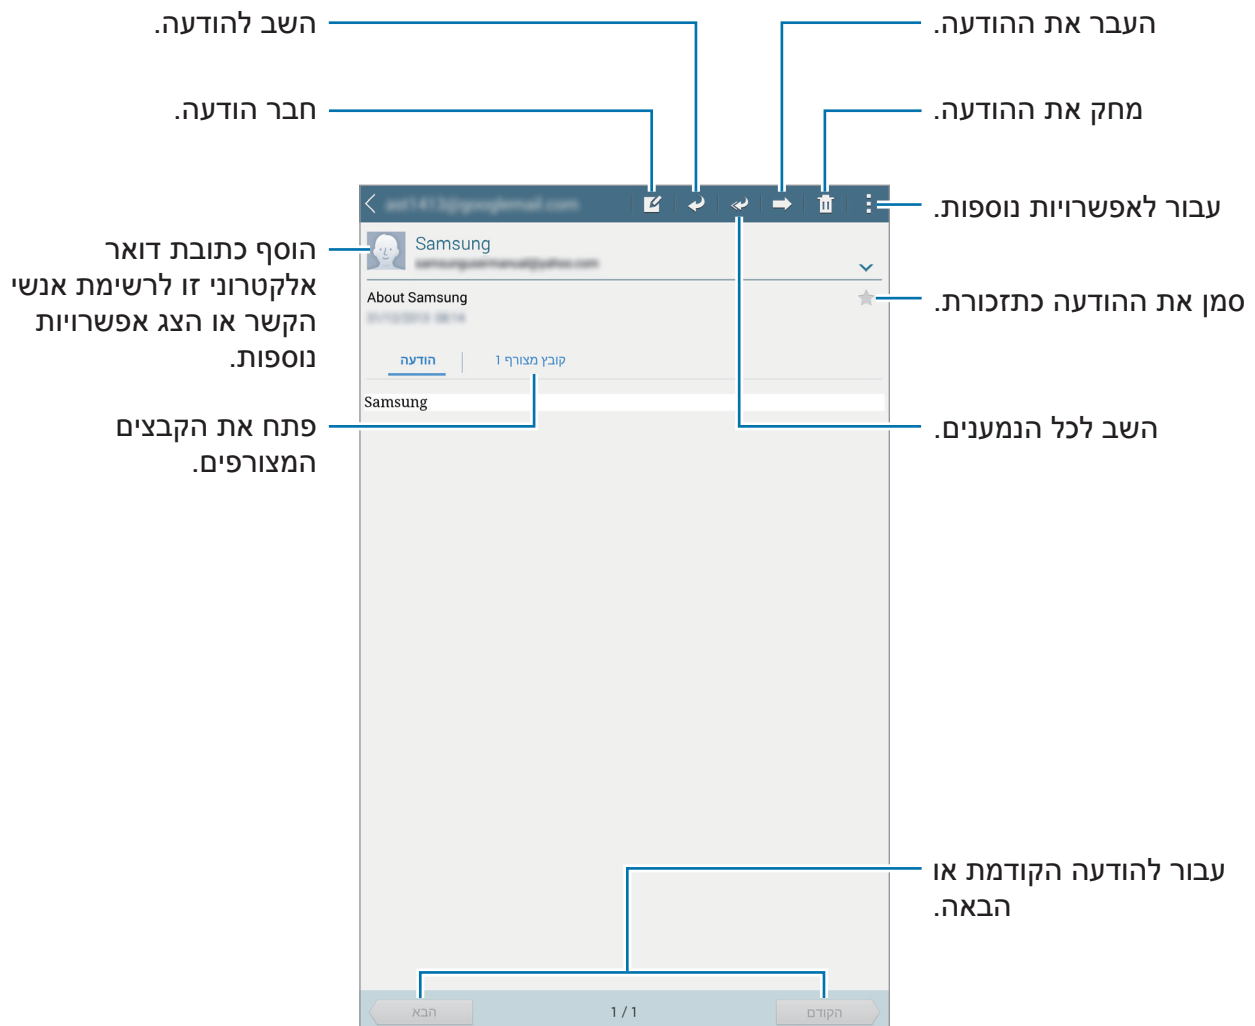 השב להודעה.
העבר את ההודעה.
חבר הודעה.
מחק את ההודעה.
עבור לאפשרויות נוספות.
הוסף כתובת דואר
אלקטרוני זו לרשימת אנשי
הקשר או הצג אפשרויות
נוספות.
Samsung
About Samsung
סמן את ההודעה כתזכורת.
הודעה
קובץ מצורף 1
Samsung
פתח את הקבצים
המצורפים.
השב לכל הנמענים.
עבור להודעה הקודמת או
הבאה.
הבא
1 / 1
הקודם